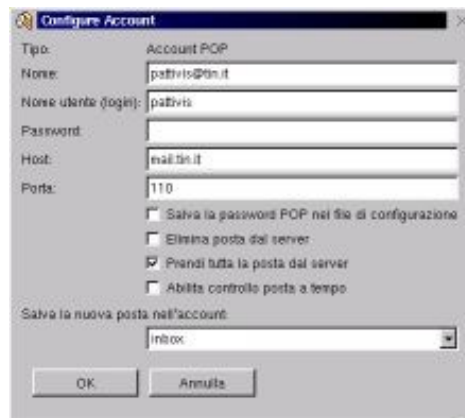 Configure Account
Tipo: Account POP
Nome: pattivis@tin.it
Nome utente (login): pattivis
Password:
Host: mail.tin.it
Porta: 110
Salva la password POP nel file di configurazione
Elimina posta dal server
Prendi tutta la posta dal server
Abilita controllo posta a tempo
Salva la nuova posta nell'account:
inbox
OK Annulla